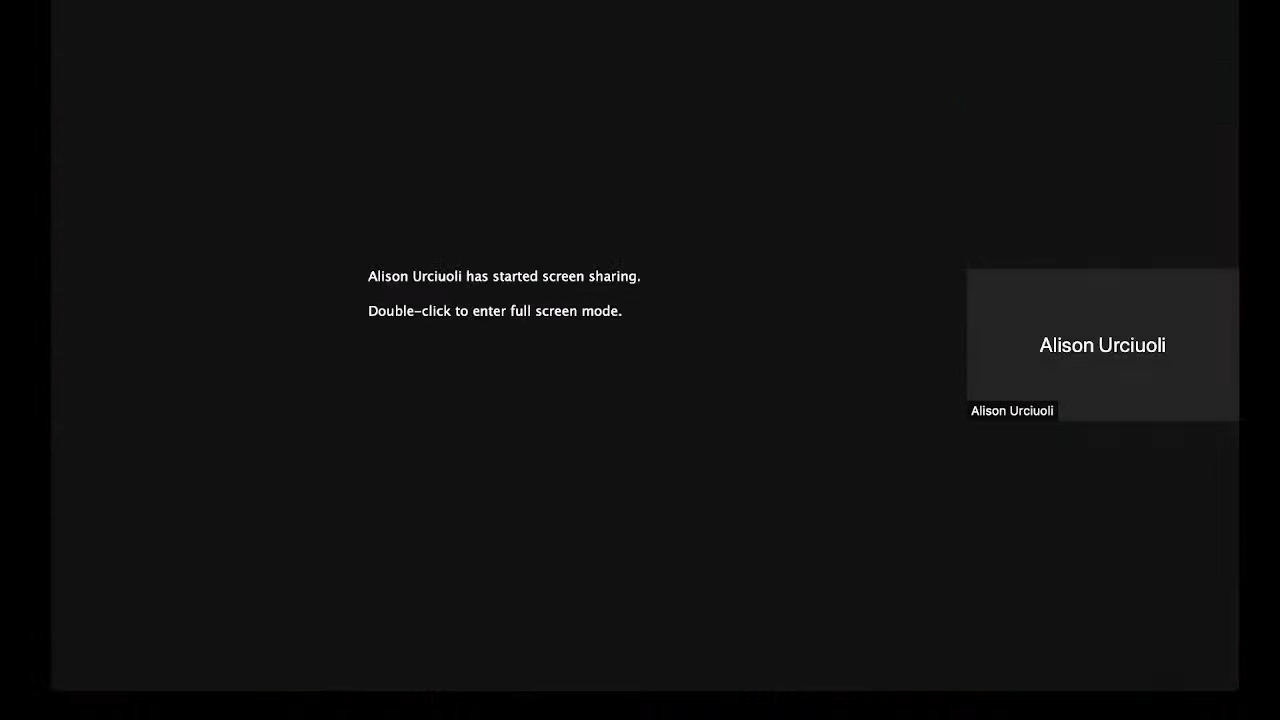 Alison Urciuoli has started screen sharing.
Double-click to enter full screen mode.
Alison Urciuoli
Alison Urciuoli